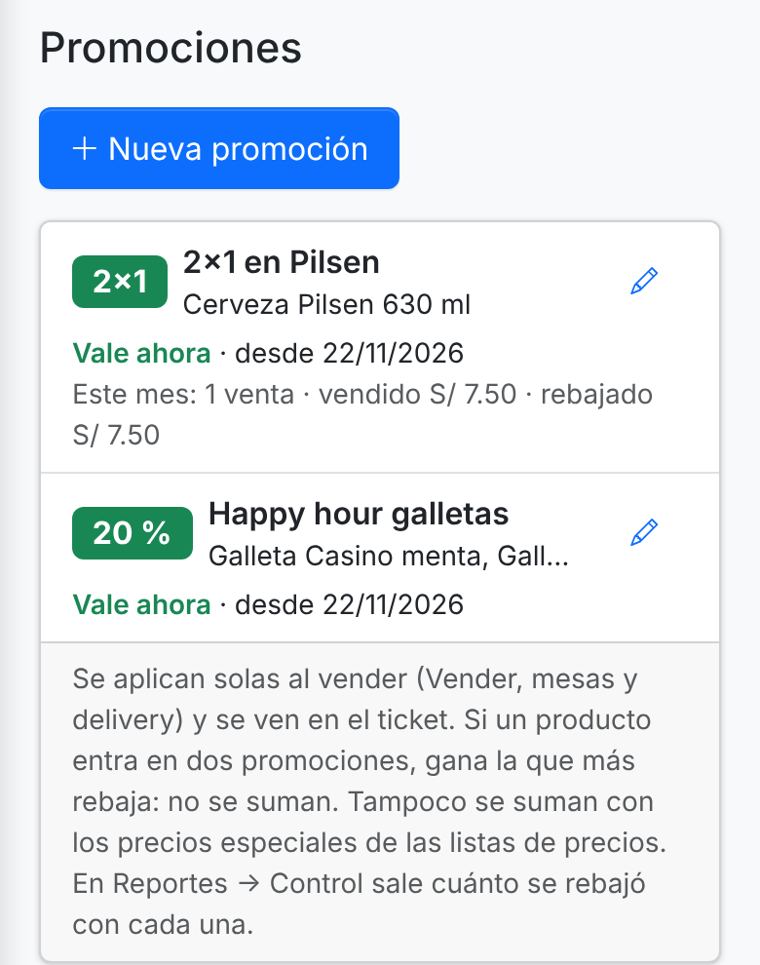 Promociones
+ Nueva promoción
2×1
2×1 en Pilsen
Cerveza Pilsen 630 ml
Vale ahora · desde 22/11/2026
Este mes: 1 venta · vendido S/ 7.50 · rebajado
S/ 7.50
20 %
Happy hour galletas
Galleta Casino menta, Gall...
Vale ahora · desde 22/11/2026
Se aplican solas al vender (Vender, mesas y
delivery) y se ven en el ticket. Si un producto
entra en dos promociones, gana la que más
rebaja: no se suman. Tampoco se suman con
los precios especiales de las listas de precios.
En Reportes → Control sale cuánto se rebajó
con cada una.